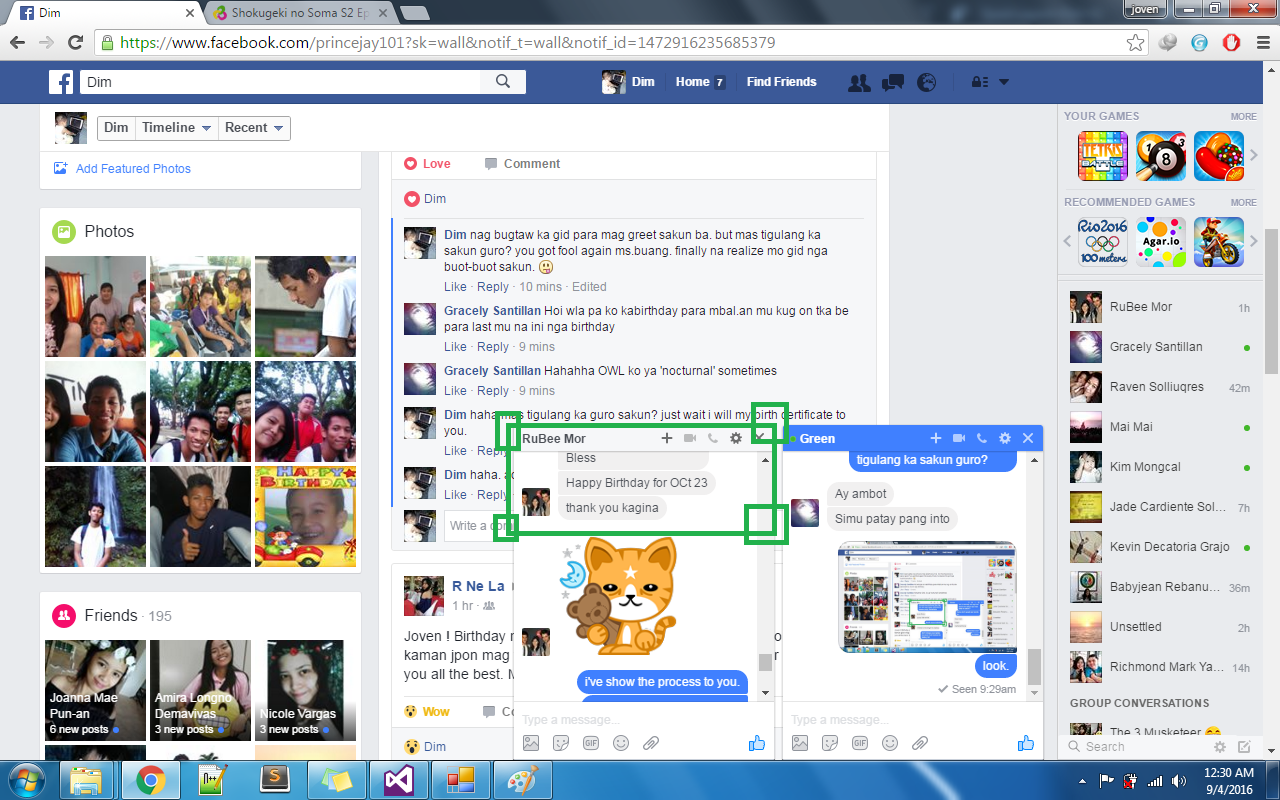 Dim
Shokugeki no Soma S2 Ep
joven
https://www.facebook.com/princejay101?sk=wall&notif_t=wall&notif_id=1472916235685379
Dim
Dim
Home 7
Find Friends
Dim
Timeline
Recent
Add Featured Photos
Photos
Friends · 195
Joanna Mae
Pun-an
6 new posts
Amira Longno
Demavivas
3 new posts
Nicole Vargas
3 new posts
Love
Comment
Dim
Dim nag bugtaw ka gid para mag greet sakun ba. but mas tigulang ka
sakun guro? you got fool again ms.buang. finally na realize mo gid nga
buot-buot sakun.
Like · Reply · 10 mins · Edited
Gracely Santillan Hoi wla pa ko kabirthday para mbal.an mu kug on tka be
para last mu na ini nga birthday
Like · Reply · 9 mins
Gracely Santillan Hahahha OWL ko ya 'nocturnal' sometimes
Like · Reply · 9 mins
Dim haha mas tigulang ka guro sakun? just wait i will my birth certificate to
you.
Like
Dim haha.
Like
Write a
R Ne La
1 hr
Joven ! Birthday
kaman jpon mag
you all the best.
Wow
Dim
RuBee Mor
Bless
Happy Birthday for OCt 23
thank you kagina
i've show the process to you.
Type a message...
GIF
Green
tigulang ka sakun guro?
Ay ambot
Simu patay pang into
look.
Seen 9:29am
Type a message...
GIF
YOUR GAMES
MORE
TETRIS
BATTLE
8
RECOMMENDED GAMES
MORE
Rio2016
100 meters
Agar.io
RuBee Mor
1h
Gracely Santillan
Raven Solliuqres
42m
Mai Mai
Kim Mongcal
Jade Cardiente Sol...
7h
Kevin Decatoria Grajo
Babyjean Rebanu...
36m
Unsettled
2h
Richmond Mark Ya...
14h
GROUP CONVERSATIONS
The 3 Musketeer
Search
12:30 AM
9/4/2016